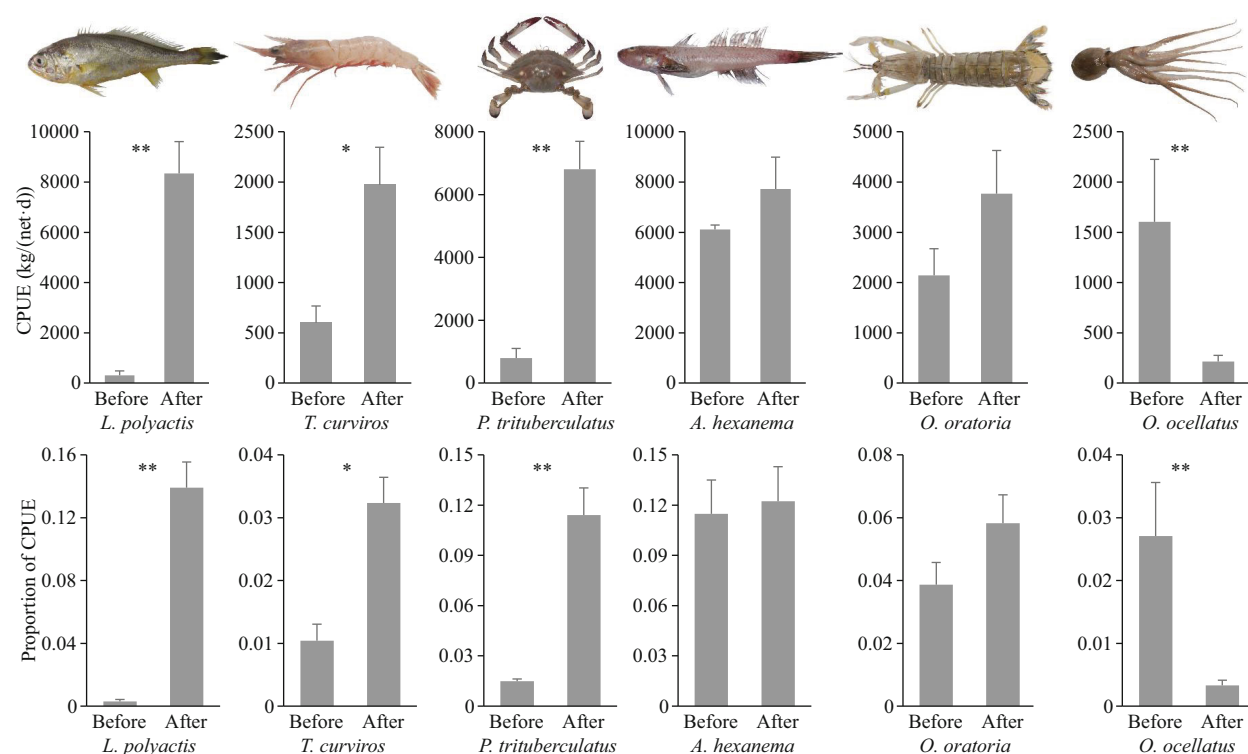 CPUE (kg/(net·d))
10000
8000
6000
4000
2000
0
**
Before After
L. polyactis
2500
2000
1500
1000
500
0
*
Before After
T. curviros
8000
6000
4000
2000
0
**
Before After
P. trituberculatus
10000
8000
6000
4000
2000
0
Before After
A. hexanema
5000
4000
3000
2000
1000
0
Before After
O. oratoria
2500
2000
1500
1000
500
0
**
Before After
O. ocellatus
Proportion of CPUE
0.16
0.12
0.08
0.04
0
**
Before After
L. polyactis
0.04
0.03
0.02
0.01
0
*
Before After
T. curviros
0.15
0.12
0.09
0.06
0.03
0
**
Before After
P. trituberculatus
0.15
0.12
0.09
0.06
0.03
0
Before After
A. hexanema
0.08
0.06
0.04
0.02
0
Before After
O. oratoria
0.04
0.03
0.02
0.01
0
**
Before After
O. ocellatus